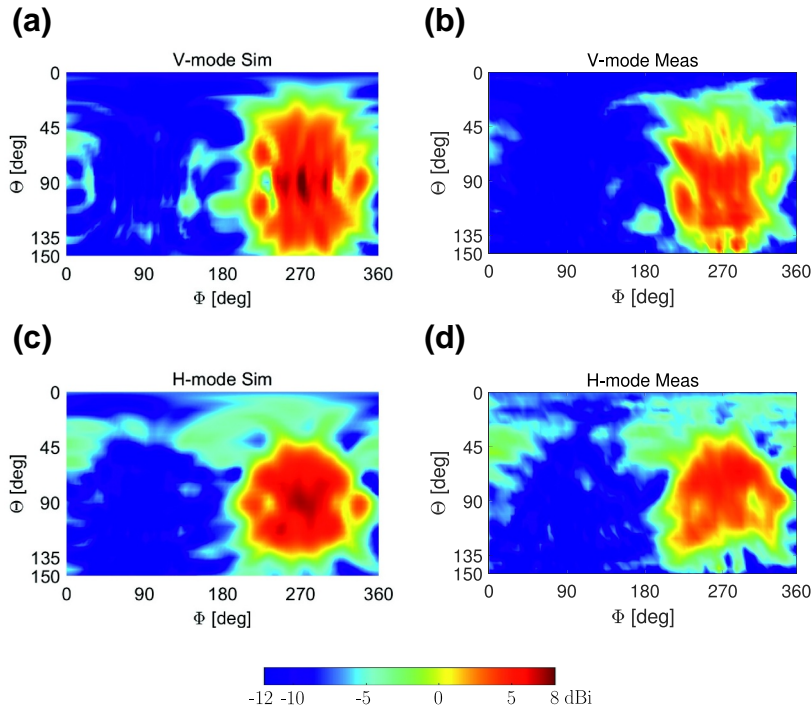 (a)
V-mode Sim
0
45
90
135
150
Θ [deg]
0 90 180 270 360
Φ [deg]
(b)
V-mode Meas
0
45
90
135
150
Θ [deg]
0 90 180 270 360
Φ [deg]
(c)
H-mode Sim
0
45
90
135
150
Θ [deg]
0 90 180 270 360
Φ [deg]
(d)
H-mode Meas
0
45
90
135
150
Θ [deg]
0 90 180 270 360
Φ [deg]
-12 -10 -5 0 5 8 dBi